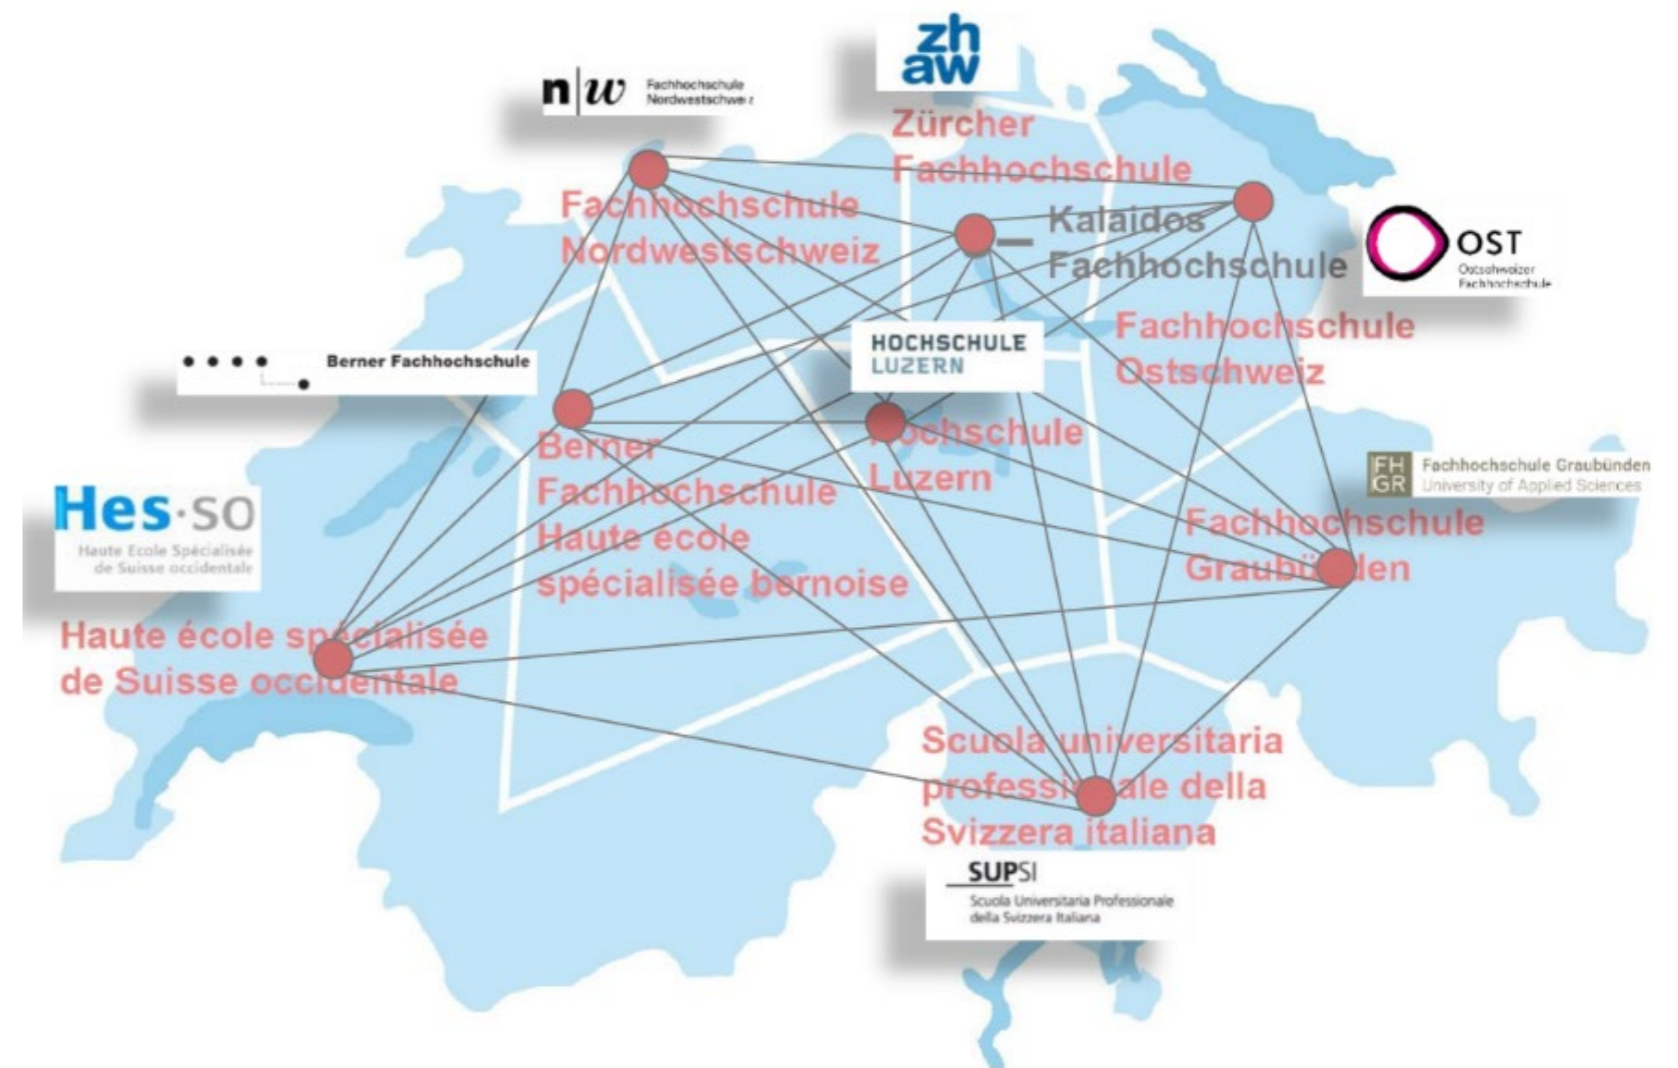 zh
aw
n|w Fachhochschule
Nordwestschweiz
Zürcher
Fachhochschule
Fachhochschule
Nordwestschweiz
Kalaidos
Fachhochschule
OST
Ostschweizer
Fachhochschule
Fachhochschule
Ostschweiz
HOCHSCHULE
LUZERN
Berner Fachhochschule
Hochschule
Luzern
Berner
Fachhochschule
Haute école
spécialisée bernoise
FH
GR
Fachhochschule Graubünden
University of Applied Sciences
Fachhochschule
Graubünden
Hes·so
Haute Ecole Spécialisée
de Suisse occidentale
Haute école spécialisée
de Suisse occidentale
Scuola universitaria
professionale della
Svizzera italiana
SUPSI
Scuola Universitaria Professionale
della Svizzera Italiana